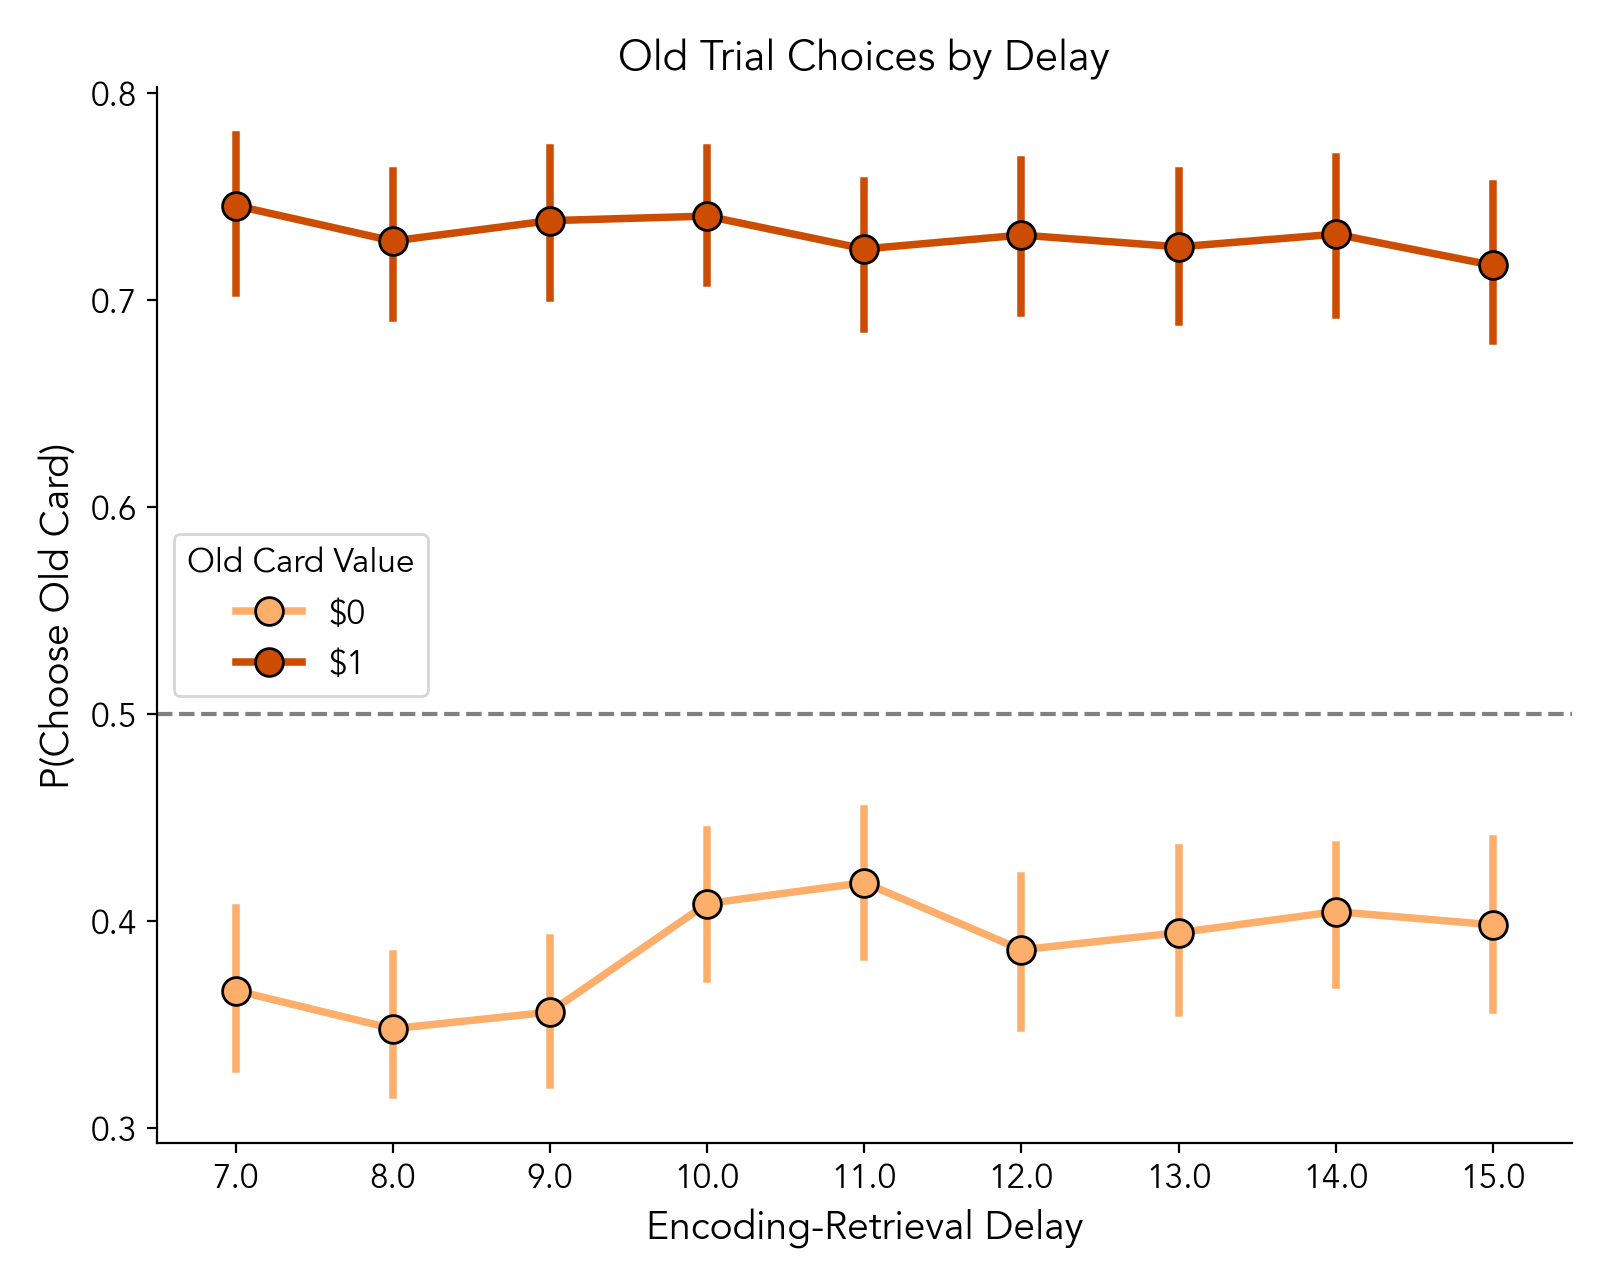 Old Trial Choices by Delay
0.8
0.7
0.6
0.5
0.4
0.3
P(Choose Old Card)
Old Card Value
$0
$1
7.0 8.0 9.0 10.0 11.0 12.0 13.0 14.0 15.0
Encoding-Retrieval Delay